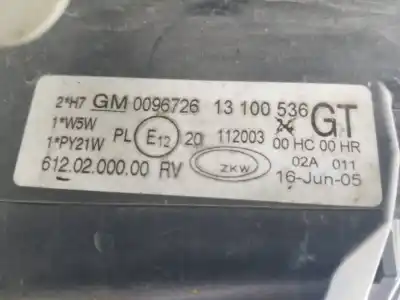 2*H7 GM 0096726 13 100 536 GT
1*W5W PL E12 20 112003 00 HC 00 HR
1*PY21W
612.02.000.00 RV ZKW 02A 011
16-Jun-05